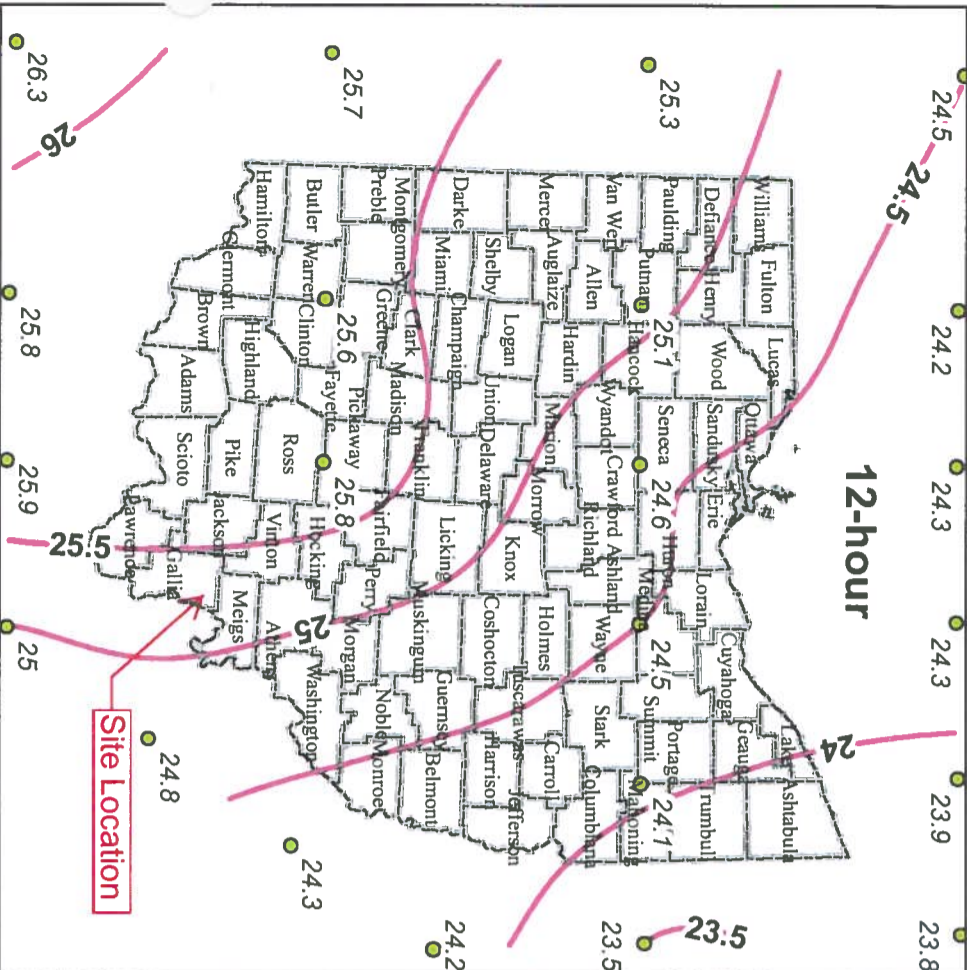 24.5
24.2
24.3
24.3
23.9
23.8
24.5
12-hour
24
Williams
Fulton
Lucas
Ottawa
Lake
Ashtabula
Geauga
Defiance
Henry
Wood
Sandusky
Erie
Lorain
Cuyahoga
Trumbull
23.5
Paulding
Putnam
25.1
Hancock
Seneca
24.6
Huron
Medina
24.5
Summit
Portage
24.1
Mahoning
25.3
23.5
Van Wert
Allen
Wyandot
Crawford
Richland
Ashland
Wayne
Stark
Columbiana
Mercer
Auglaize
Hardin
Marion
Morrow
Holmes
Carroll
Shelby
Logan
Union
Delaware
Knox
Coshocton
Tuscarawas
Harrison
Jefferson
Darke
Miami
Champaign
Licking
Muskingum
Guernsey
Belmont
24.2
Preble
Montgomery
Clark
Greene
Madison
Franklin
Fairfield
Perry
Noble
Monroe
25.7
Butler
Warren
Clinton
25.6
Fayette
Pickaway
25.8
Hocking
25
Morgan
Washington
24.3
Hamilton
Clermont
Highland
Ross
Vinton
Athens
Brown
Adams
Pike
Jackson
Meigs
Scioto
Gallia
24.8
Lawrence
Site Location
26
25.5
26.3
25.8
25.9
25